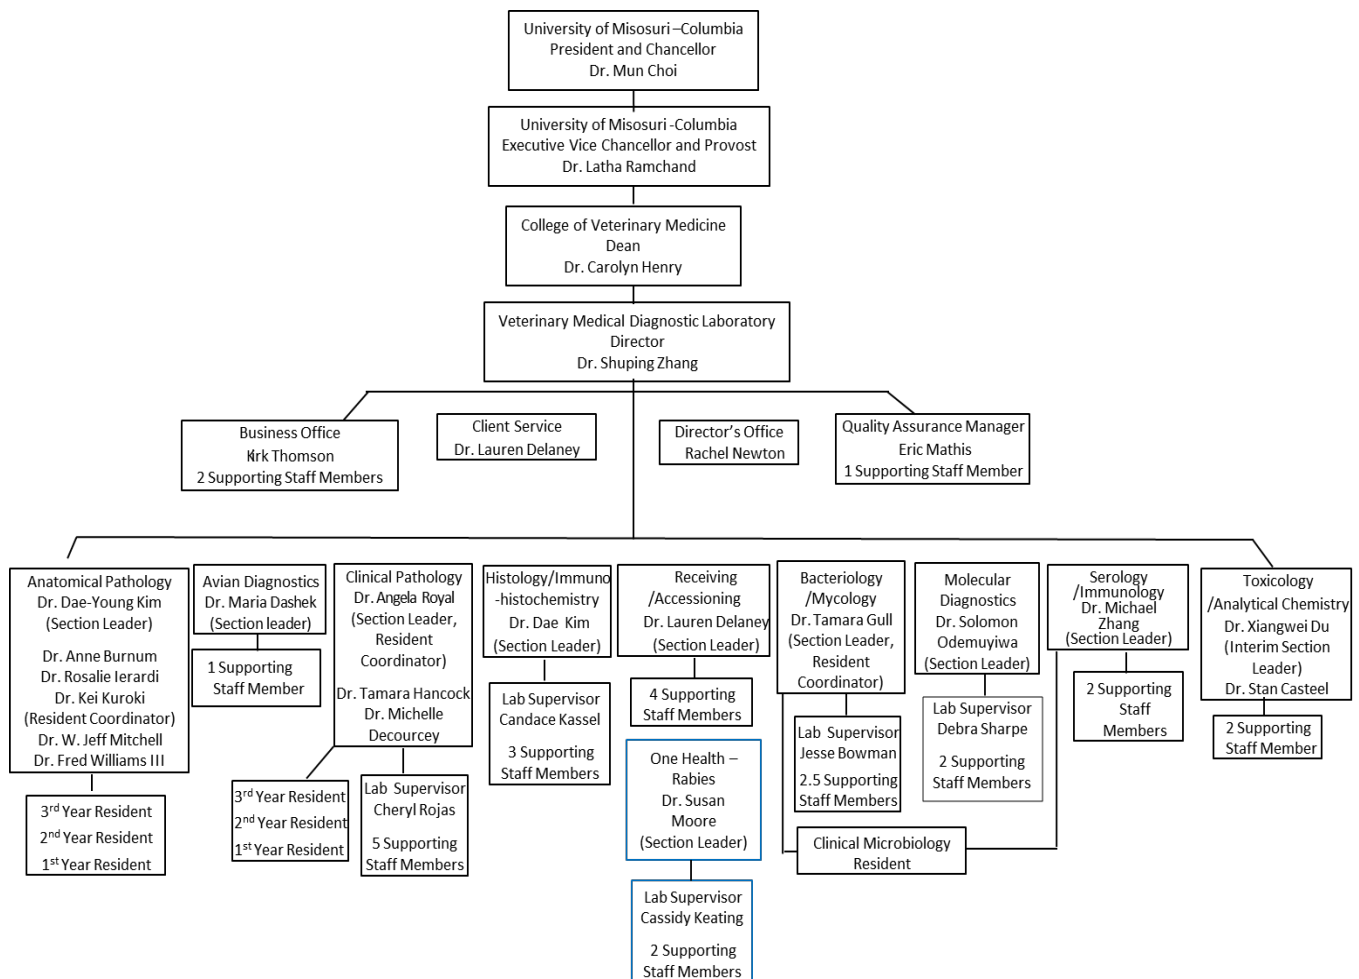 University of Misosuri –Columbia
President and Chancellor
Dr. Mun Choi
University of Misosuri -Columbia
Executive Vice Chancellor and Provost
Dr. Latha Ramchand
College of Veterinary Medicine
Dean
Dr. Carolyn Henry
Veterinary Medical Diagnostic Laboratory
Director
Dr. Shuping Zhang
Business Office
Kirk Thomson
2 Supporting Staff Members
Client Service
Dr. Lauren Delaney
Director's Office
Rachel Newton
Quality Assurance Manager
Eric Mathis
1 Supporting Staff Member
Anatomical Pathology
Dr. Dae-Young Kim
(Section Leader)
Dr. Anne Burnum
Dr. Rosalie Ierardi
Dr. Kei Kuroki
(Resident Coordinator)
Dr. W. Jeff Mitchell
Dr. Fred Williams III
3rd Year Resident
2nd Year Resident
1st Year Resident
Avian Diagnostics
Dr. Maria Dashek
(Section leader)
1 Supporting
Staff Member
Clinical Pathology
Dr. Angela Royal
(Section Leader,
Resident
Coordinator)
Dr. Tamara Hancock
Dr. Michelle
Decourcey
3rd Year Resident
2nd Year Resident
1st Year Resident
Lab Supervisor
Cheryl Rojas
5 Supporting
Staff Members
Histology/Immuno
-histochemistry
Dr. Dae Kim
(Section Leader)
Lab Supervisor
Candace Kassel
3 Supporting
Staff Members
Receiving
/Accessioning
Dr. Lauren Delaney
(Section Leader)
4 Supporting
Staff Members
One Health –
Rabies
Dr. Susan
Moore
(Section Leader)
Lab Supervisor
Cassidy Keating
2 Supporting
Staff Members
Bacteriology
/Mycology
Dr. Tamara Gull
(Section Leader,
Resident
Coordinator)
Lab Supervisor
Jesse Bowman
2.5 Supporting
Staff Members
Clinical Microbiology
Resident
Molecular
Diagnostics
Dr. Solomon
Odemuyiwa
(Section Leader)
Lab Supervisor
Debra Sharpe
2 Supporting
Staff Members
Serology
/Immunology
Dr. Michael
Zhang
(Section Leader)
2 Supporting
Staff
Members
Toxicology
/Analytical Chemistry
Dr. Xiangwei Du
(Interim Section
Leader)
Dr. Stan Casteel
2 Supporting
Staff Member